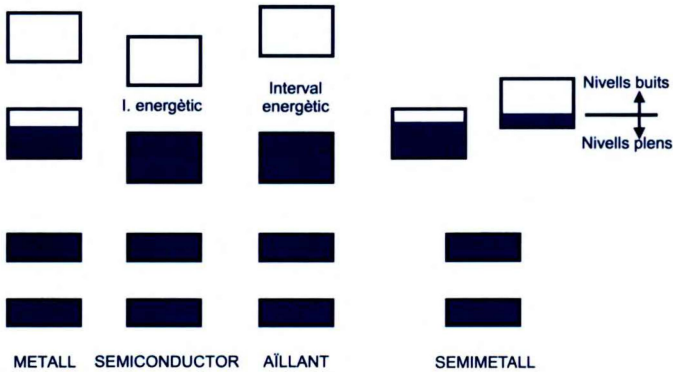 I. energètic
Interval
energètic
Nivells buits
Nivells plens
METALL SEMICONDUCTOR AÏLLANT SEMIMETALL